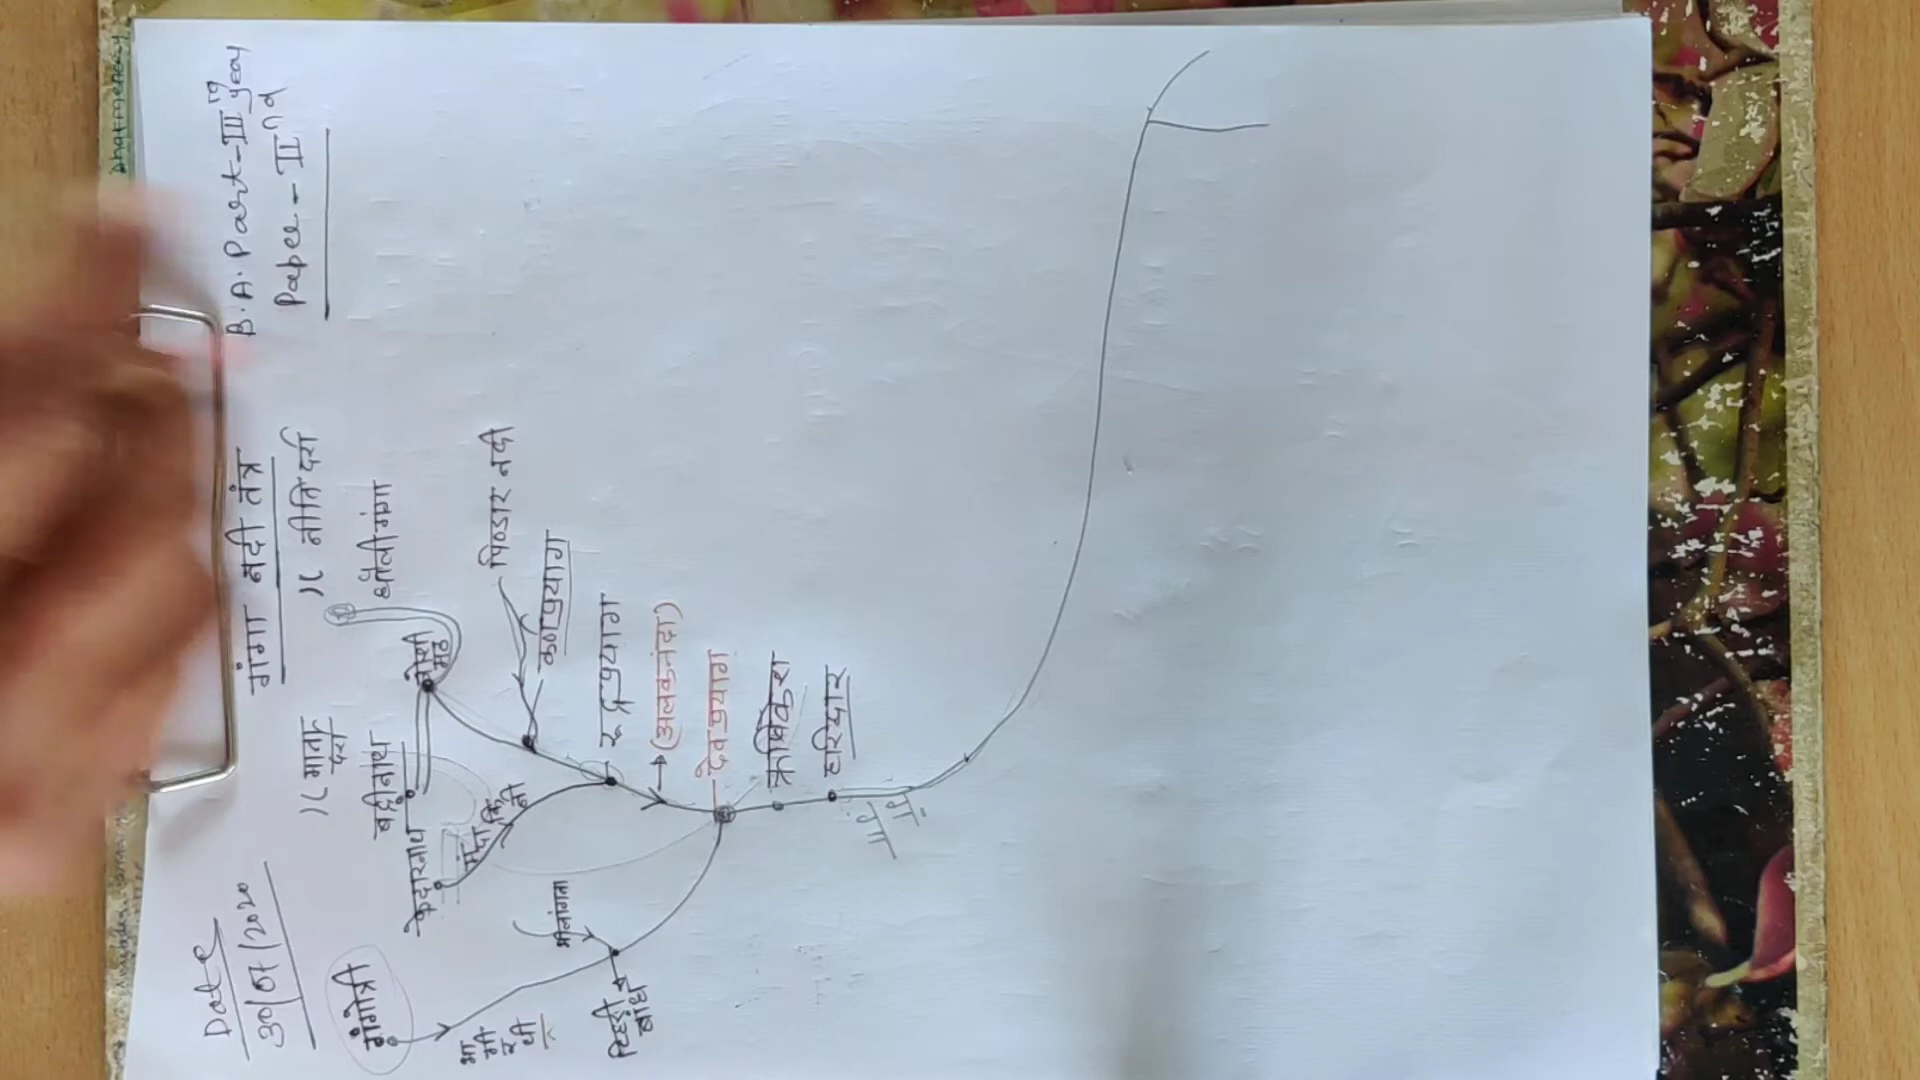 Date
30/07/2020
गंगा नदी तंत्र
B.A. Part-III rd year
Paper-II nd
)( माना दर्रा
)( नीति दर्रा
गंगोत्री
केदारनाथ
बद्रीनाथ
जोशी
मठ
धौलीगंगा
भागीरथी
मंदाकिनी
पिण्डार नदी
कर्णप्रयाग
भीलांगना
टिहरी
बांध
रूद्रप्रयाग
(अलकनंदा)
देवप्रयाग
ऋषिकेश
हरिद्वार